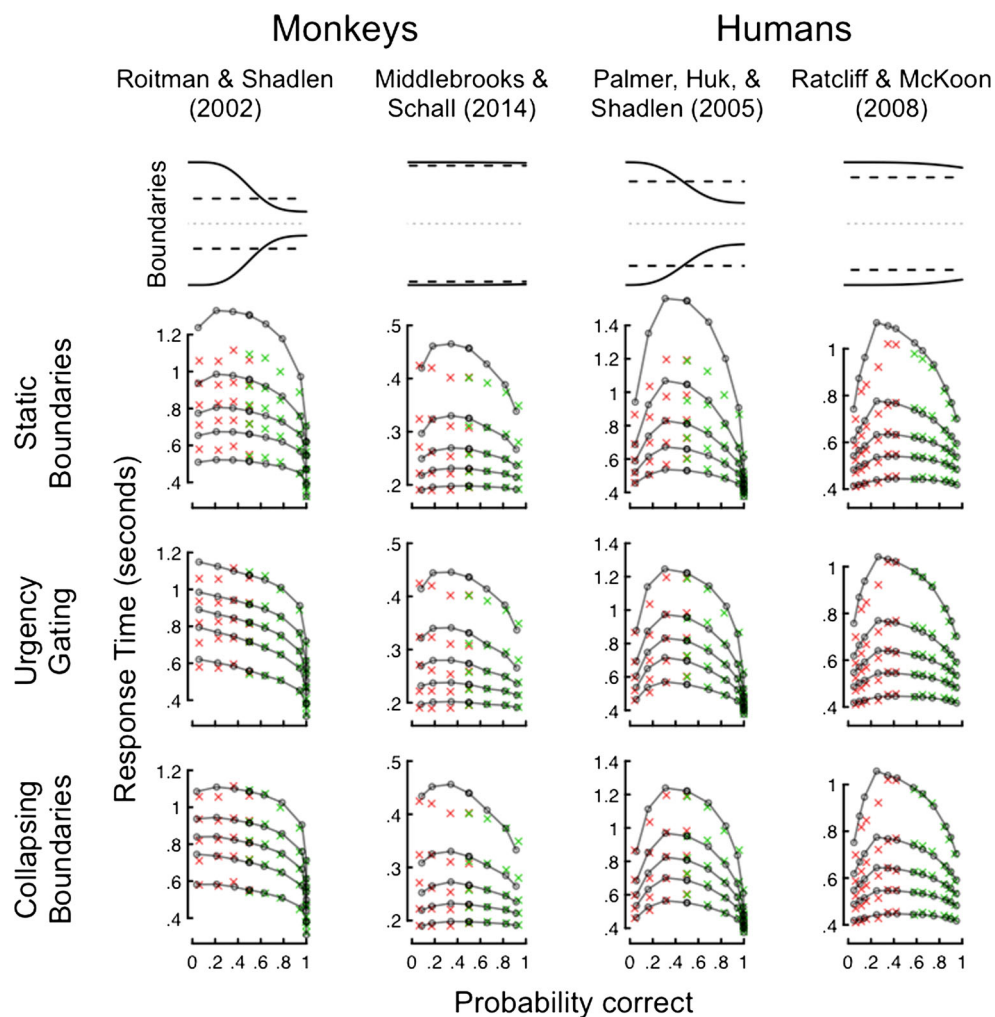 Monkeys Humans
Roitman & Shadlen Middlebrooks & Palmer, Huk, & Ratcliff & McKoon
(2002) Schall (2014) Shadlen (2005) (2008)
Boundaries
Static
Boundaries
1.2 .5 1.4 1
1 .4 1.2 .8
.8 .3 1 .6
.6 .2 .8 .4
.4 .6
.4
Urgency
Gating
1.2 .5 1.4 1
1 .4 1.2 .8
.8 .3 1 .6
.6 .2 .8 .4
.4 .6
.4
Collapsing
Boundaries
1.2 .5 1.4 1
1 .4 1.2 .8
.8 .3 1 .6
.6 .2 .8 .4
.4 .6
.4
Response Time (seconds)
0 .2 .4 .6 .8 1 0 .2 .4 .6 .8 1 0 .2 .4 .6 .8 1 0 .2 .4 .6 .8 1
Probability correct